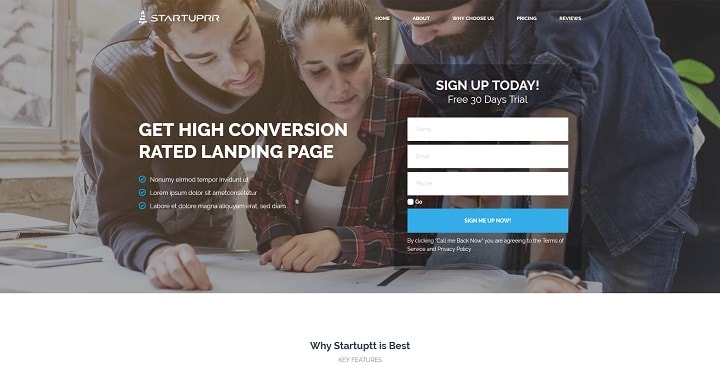 STARTUPRR
HOME ABOUT WHY CHOOSE US PRICING REVIEWS
GET HIGH CONVERSION
RATED LANDING PAGE
Nonumy eirmod tempor invidunt ut
Lorem ipsum dolor sit ametconsetetur
Labore et dolore magna aliquyam erat, sed diam
SIGN UP TODAY!
Free 30 Days Trial
Name
Email
Phone
Go
SIGN ME UP NOW!
By clicking "Call me Back Now" you are agreeing to the Terms of
Service and Privacy Policy
Why Startuptt is Best
KEY FEATURES